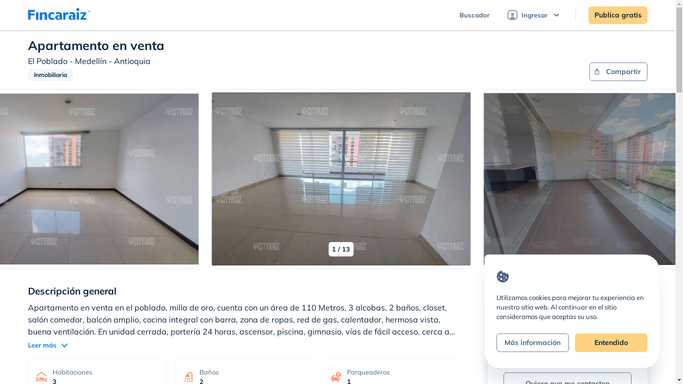 Fincaraiz
Buscador
Ingresar
Publica gratis
Apartamento en venta
El Poblado - Medellín - Antioquia
Inmobiliaria
Compartir
1 / 13
Descripción general
Apartamento en venta en el poblado, milla de oro, cuenta con un área de 110 Metros, 3 alcobas, 2 baños, closet,
salón comedor, balcón amplio, cocina integral con barra, zona de ropas, red de gas, calentador, hermosa vista,
buena ventilación. En unidad cerrada, portería 24 horas, ascensor, piscina, gimnasio, vías de fácil acceso, cerca a...
Leer más
Habitaciones
3
Baños
2
Parqueaderos
1
Utilizamos cookies para mejorar tu experiencia en
nuestro sitio web. Al continuar en el sitio
consideramos que aceptas su uso.
Más información
Entendido
Quiero que me contacten